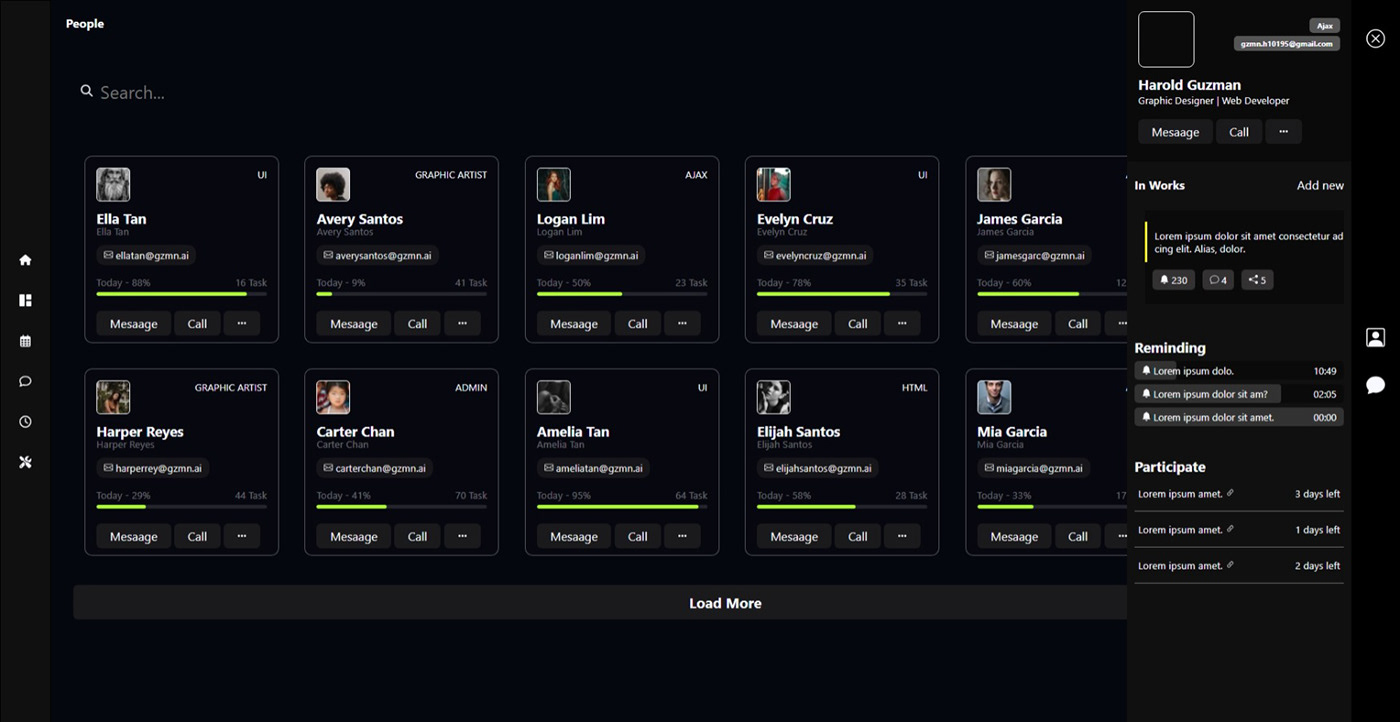 People
Search...
UI
Ella Tan
Ella Tan
ellatan@gzmn.ai
Today - 88% 16 Task
Mesaage Call ...
GRAPHIC ARTIST
Avery Santos
Avery Santos
averysantos@gzmn.ai
Today - 9% 41 Task
Mesaage Call ...
AJAX
Logan Lim
Logan Lim
loganlim@gzmn.ai
Today - 50% 23 Task
Mesaage Call ...
UI
Evelyn Cruz
Evelyn Cruz
evelyncruz@gzmn.ai
Today - 78% 35 Task
Mesaage Call ...
James Garcia
James Garcia
jamesgarc@gzmn.ai
Today - 60% 12
Mesaage Call ...
GRAPHIC ARTIST
Harper Reyes
Harper Reyes
harperrey@gzmn.ai
Today - 29% 44 Task
Mesaage Call ...
ADMIN
Carter Chan
Carter Chan
carterchan@gzmn.ai
Today - 41% 70 Task
Mesaage Call ...
UI
Amelia Tan
Amelia Tan
ameliatan@gzmn.ai
Today - 95% 64 Task
Mesaage Call ...
HTML
Elijah Santos
Elijah Santos
elijahsantos@gzmn.ai
Today - 58% 28 Task
Mesaage Call ...
Mia Garcia
Mia Garcia
miagarcia@gzmn.ai
Today - 33% 17
Mesaage Call ...
Load More
Ajax
gzmn.h10195@gmail.com
Harold Guzman
Graphic Designer | Web Developer
Mesaage Call ...
In Works Add new
Lorem ipsum dolor sit amet consectetur ad
cing elit. Alias, dolor.
230 4 5
Reminding
Lorem ipsum dolo. 10:49
Lorem ipsum dolor sit am? 02:05
Lorem ipsum dolor sit amet. 00:00
Participate
Lorem ipsum amet. 3 days left
Lorem ipsum amet. 1 days left
Lorem ipsum amet. 2 days left